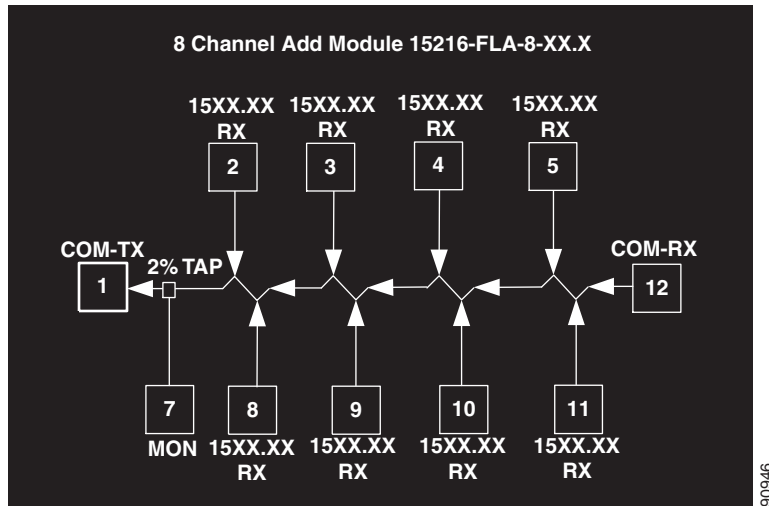 8 Channel Add Module 15216-FLA-8-XX.X
15XX.XX 15XX.XX 15XX.XX 15XX.XX
RX RX RX RX
2 3 4 5
COM-TX 2% TAP COM-RX
1 12
7 8 9 10 11
MON 15XX.XX 15XX.XX 15XX.XX 15XX.XX
RX RX RX RX
90946